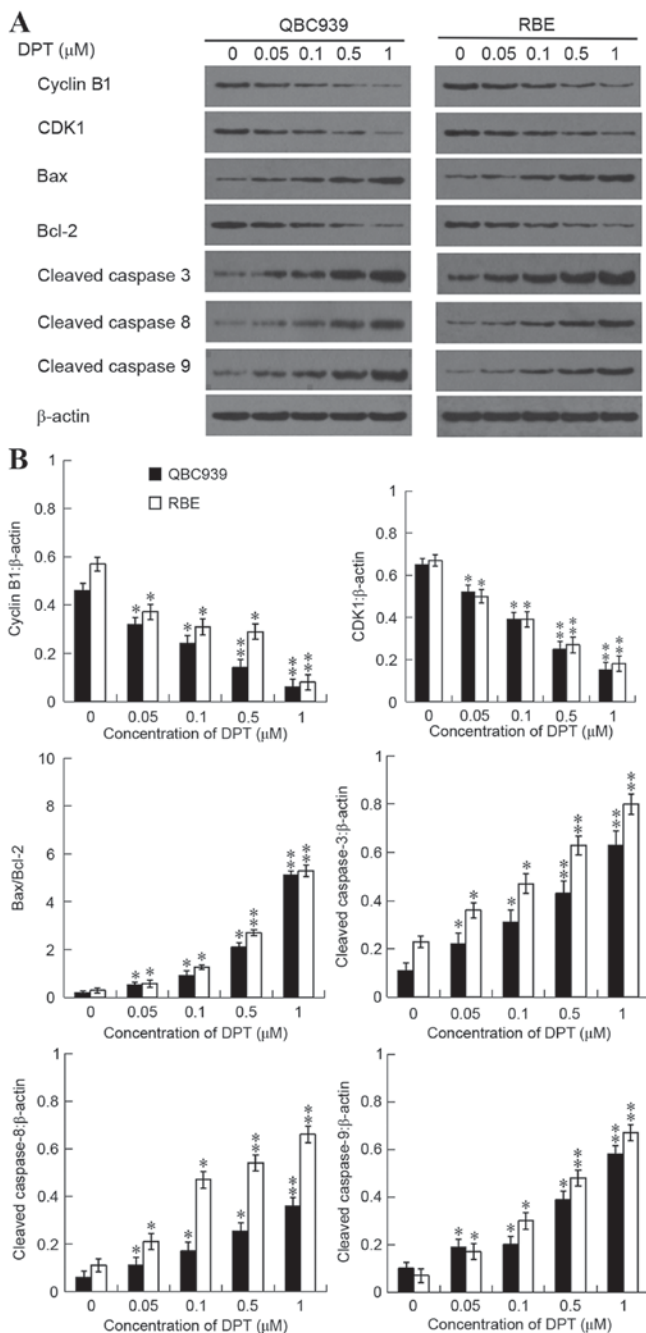 A
QBC939 RBE
DPT (μM) 0 0.05 0.1 0.5 1 0 0.05 0.1 0.5 1
Cyclin B1
CDK1
Bax
Bcl-2
Cleaved caspase 3
Cleaved caspase 8
Cleaved caspase 9
β-actin
B
Cyclin B1:β-actin
1
0.8
0.6
0.4
0.2
0
QBC939
RBE
* * * * ** * ** **
0 0.05 0.1 0.5 1
Concentration of DPT (μM)
CDK1:β-actin
1
0.8
0.6
0.4
0.2
0
* * * * ** ** ** **
0 0.05 0.1 0.5 1
Concentration of DPT (μM)
Bax/Bcl-2
10
8
6
4
2
0
* * * * ** ** ** **
0 0.05 0.1 0.5 1
Concentration of DPT (μM)
Cleaved caspase-3:β-actin
1
0.8
0.6
0.4
0.2
0
* * * * ** ** ** **
0 0.05 0.1 0.5 1
Concentration of DPT (μM)
Cleaved caspase-8:β-actin
1
0.8
0.6
0.4
0.2
0
* * * * * ** ** **
0 0.05 0.1 0.5 1
Concentration of DPT (μM)
Cleaved caspase-9:β-actin
1
0.8
0.6
0.4
0.2
0
* * * * * ** ** **
0 0.05 0.1 0.5 1
Concentration of DPT (μM)